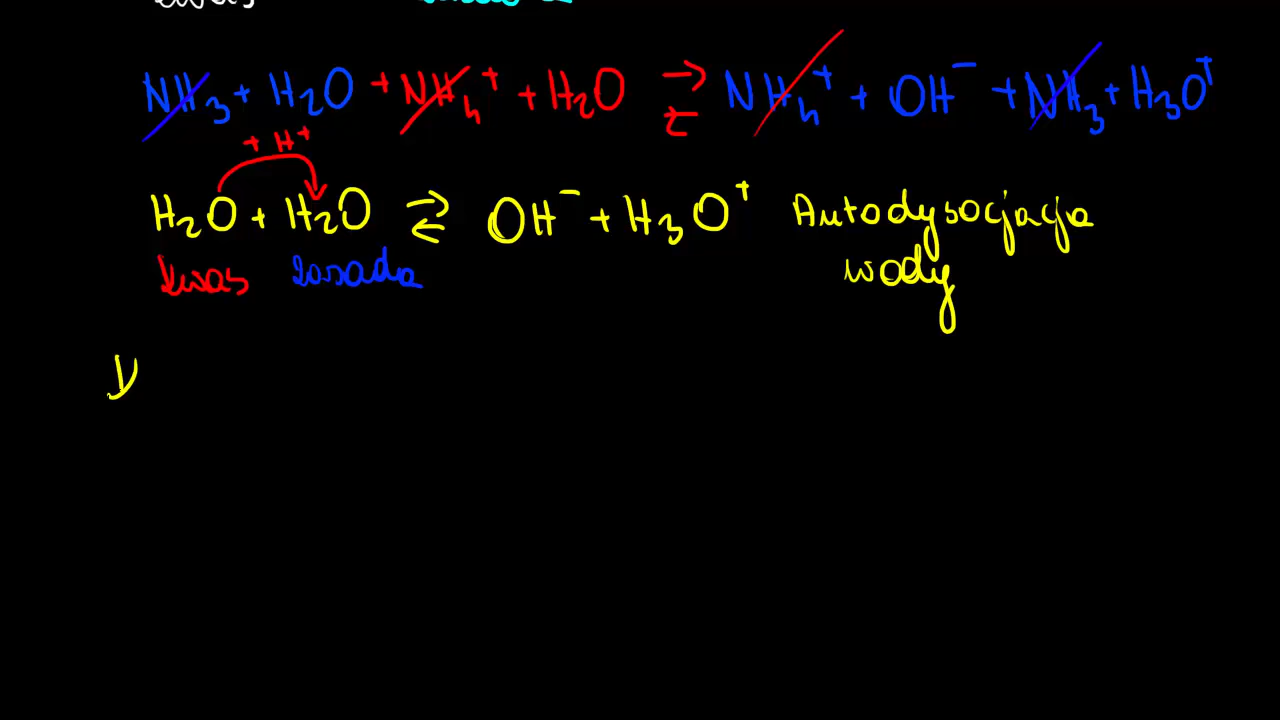 NH₃ + H₂O + NH₄⁺ + H₂O ⇄ NH₄⁺ + OH⁻ + NH₃ + H₃O⁺
+ H⁺
H₂O + H₂O ⇄ OH⁻ + H₃O⁺ Autodysocjacja
kwas zasada wody